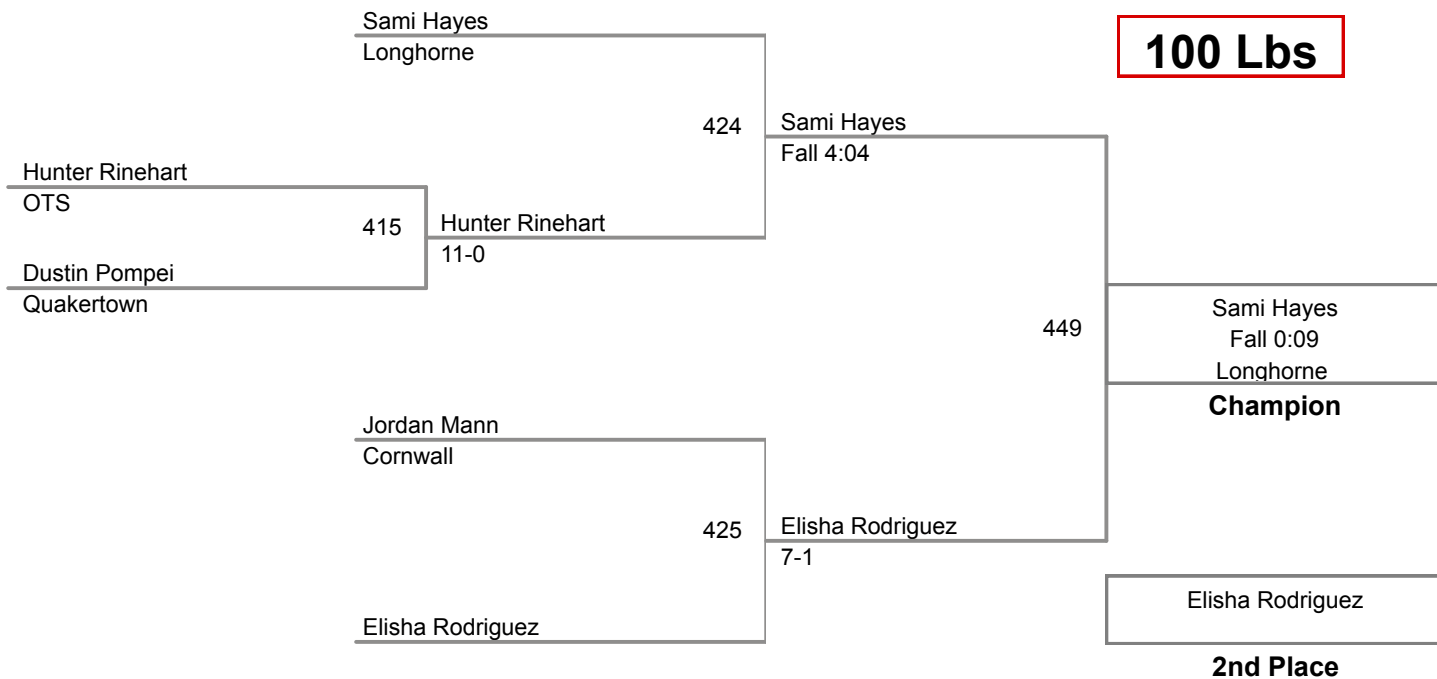 Sami Hayes
Longhorne
100 Lbs
424
Sami Hayes
Fall 4:04
Hunter Rinehart
OTS
415
Hunter Rinehart
11-0
Dustin Pompei
Quakertown
449
Sami Hayes
Fall 0:09
Longhorne
Champion
Jordan Mann
Cornwall
425
Elisha Rodriguez
7-1
Elisha Rodriguez
Elisha Rodriguez
2nd Place